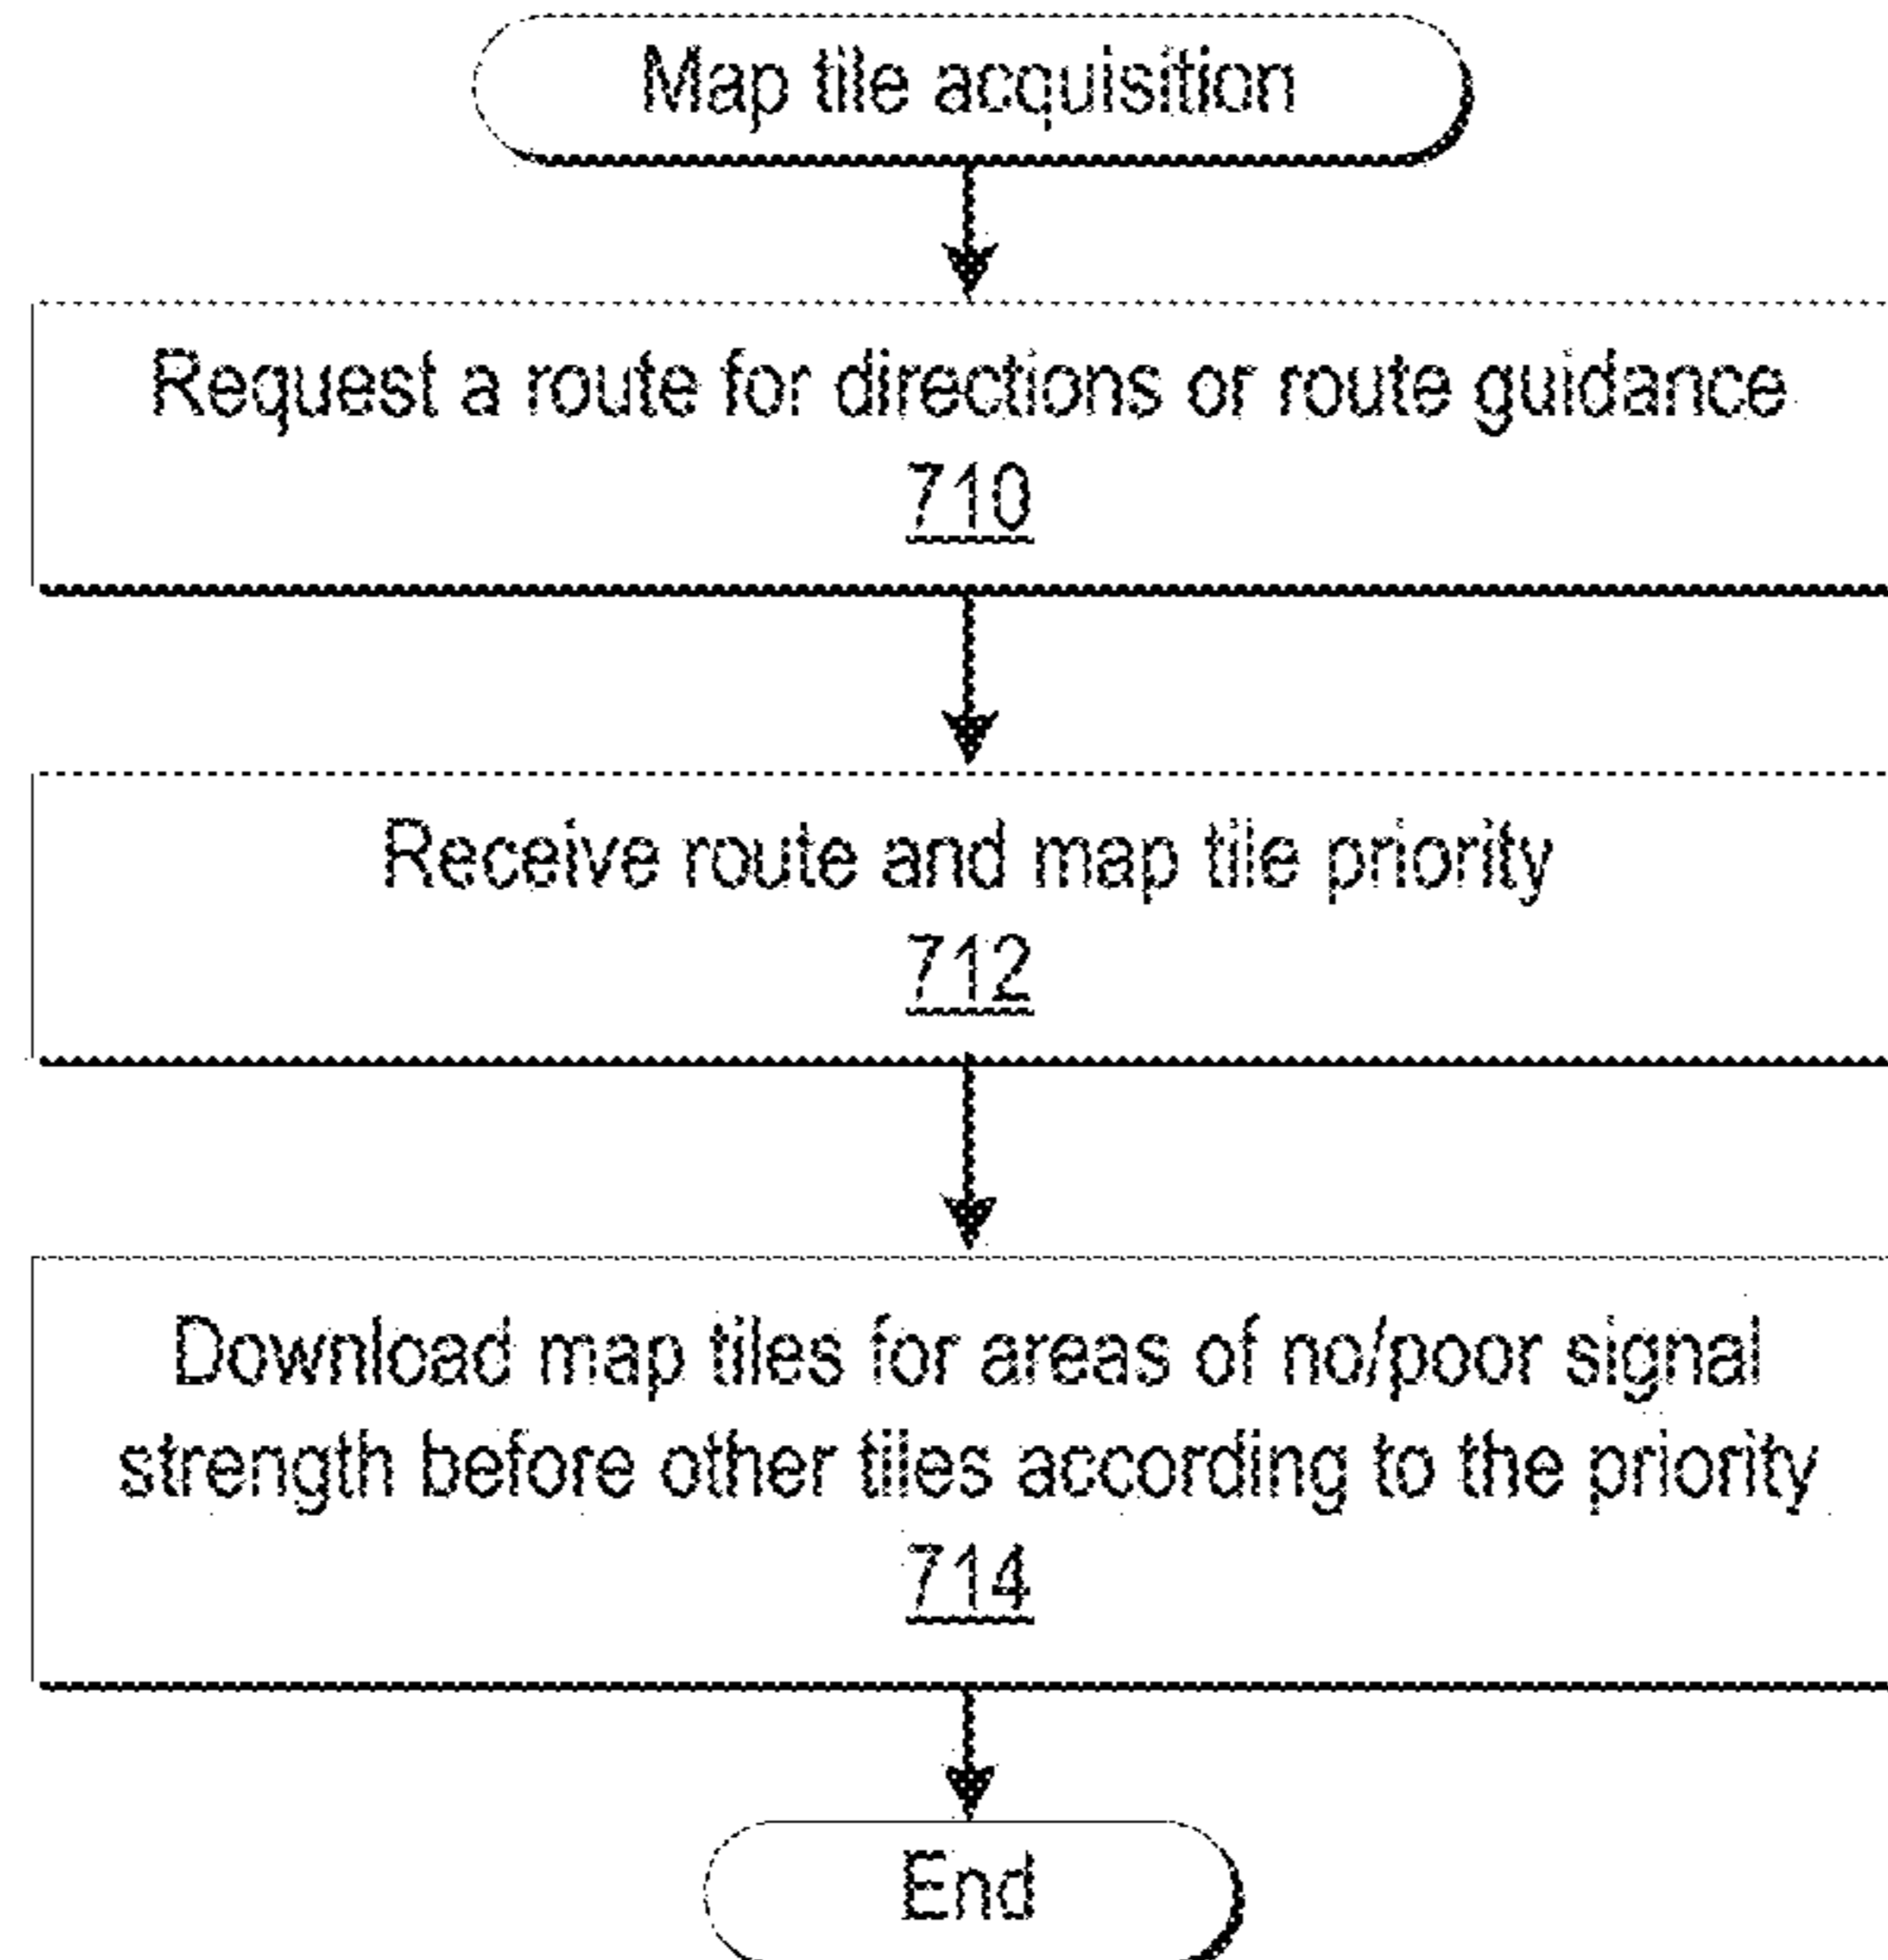 Map tile acquisition
Request a route for directions or route guidance
710
Receive route and map tile priority
712
Download map tiles for areas of no/poor signal
strength before other tiles according to the priority
714
End